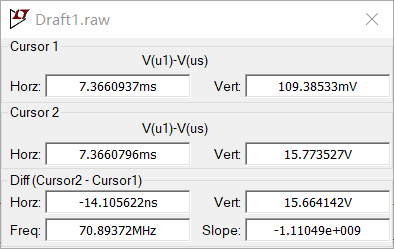 Draft1.raw
Cursor 1
V(u1)-V(us)
Horz: 7.3660937ms Vert: 109.38533mV
Cursor 2
V(u1)-V(us)
Horz: 7.3660796ms Vert: 15.773527V
Diff (Cursor2 - Cursor1)
Horz: -14.105622ns Vert: 15.664142V
Freq: 70.89372MHz Slope: -1.11049e+009